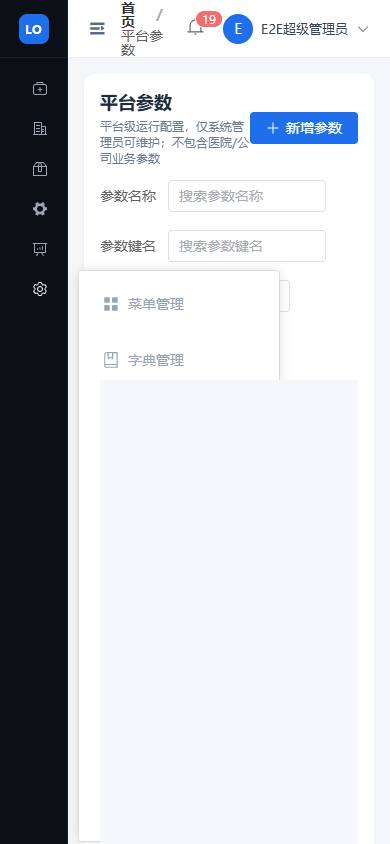 LO
首页 / 平台参数
19
E
E2E超级管理员
平台参数
平台级运行配置，仅系统管
理员可维护；不包含医院/公
司业务参数
新增参数
参数名称
搜索参数名称
参数键名
搜索参数键名
菜单管理
字典管理